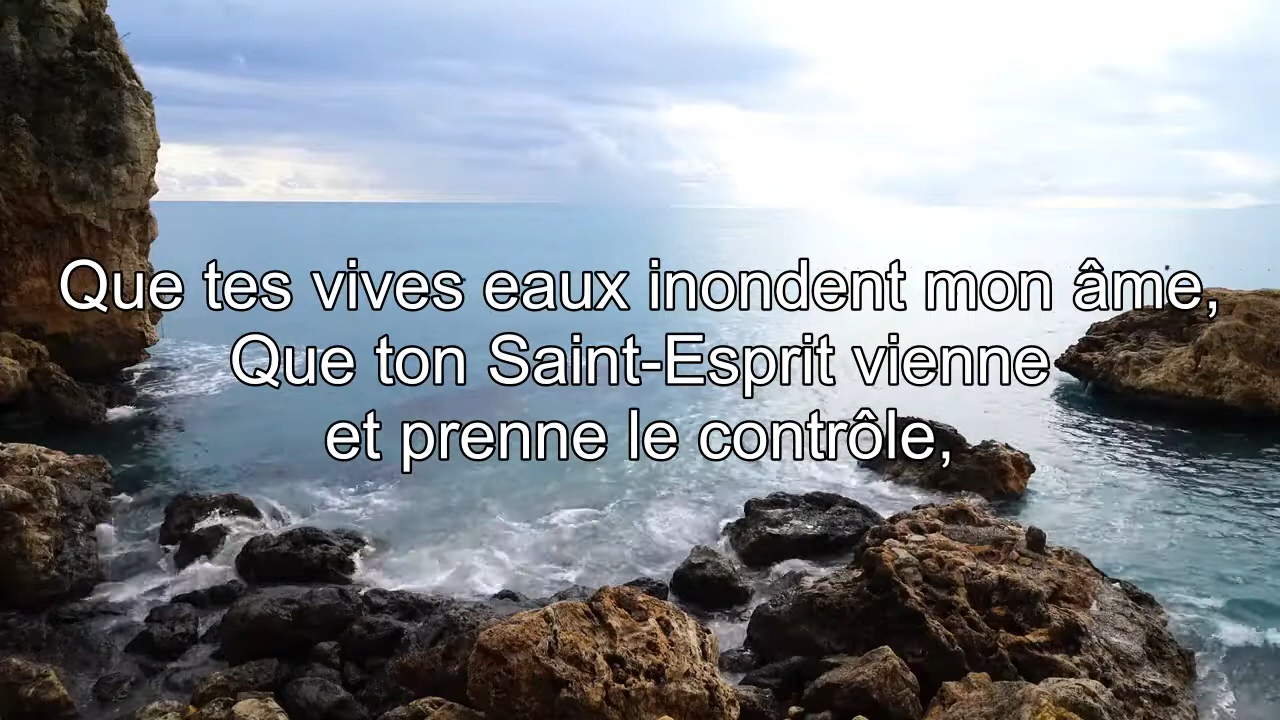 Que tes vives eaux inondent mon âme,
Que ton Saint-Esprit vienne
et prenne le contrôle,